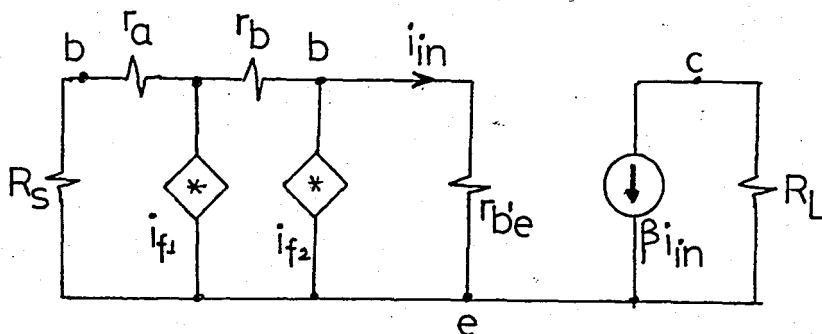 b
r_a
r_b
b
i_in
c
R_S
*
*
r_b'e
R_L
i_f1
i_f2
βi_in
e